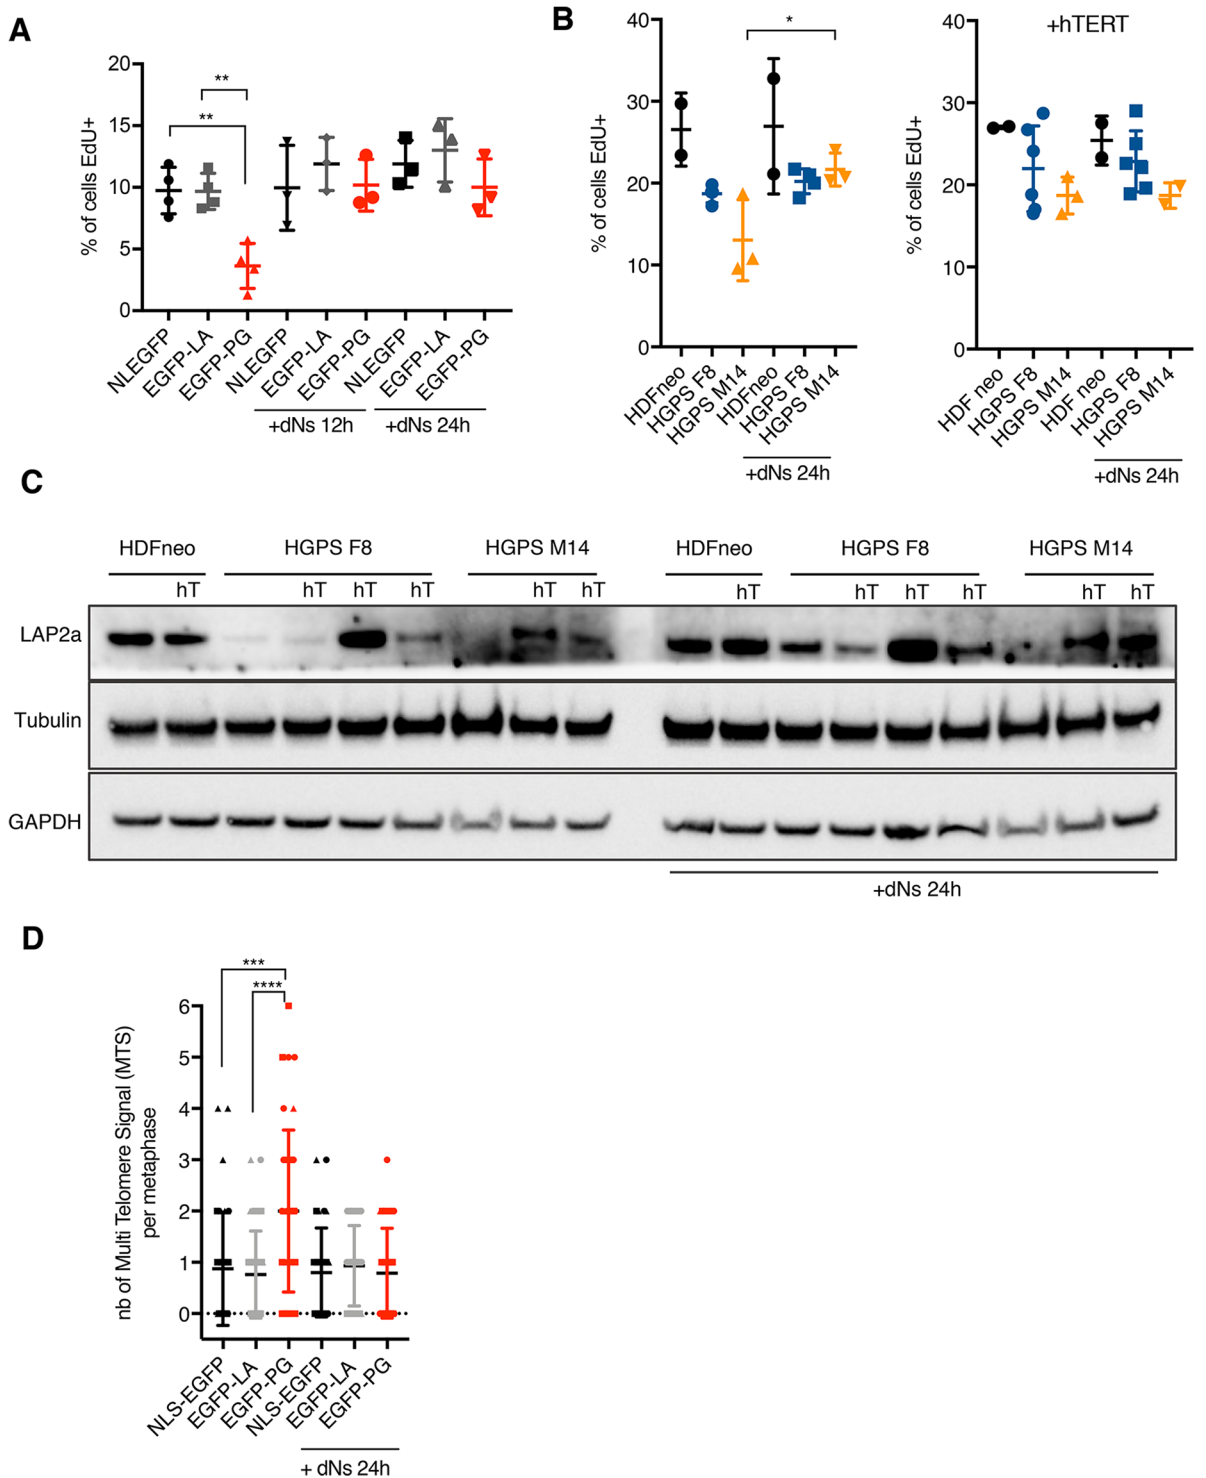 A
% of cells EdU+
20
15
10
5
0
**
**
NLEGFP
EGFP-LA
EGFP-PG
NLEGFP
EGFP-LA
EGFP-PG
NLEGFP
EGFP-LA
EGFP-PG
+dNs 12h
+dNs 24h
B
% of cells EdU+
40
30
20
10
0
*
HDFneo
HGPS F8
HGPS M14
HDFneo
HGPS F8
HGPS M14
+dNs 24h
+hTERT
% of cells EdU+
40
30
20
10
0
HDF neo
HGPS F8
HGPS M14
HDF neo
HGPS F8
HGPS M14
+dNs 24h
C
HDFneo HGPS F8 HGPS M14 HDFneo HGPS F8 HGPS M14
hT hT hT hT hT hT hT hT hT hT hT hT
LAP2a
Tubulin
GAPDH
+dNs 24h
D
nb of Multi Telomere Signal (MTS)
per metaphase
***
****
6
5
4
3
2
1
0
NLS-EGFP
EGFP-LA
EGFP-PG
NLS-EGFP
EGFP-LA
EGFP-PG
+ dNs 24h